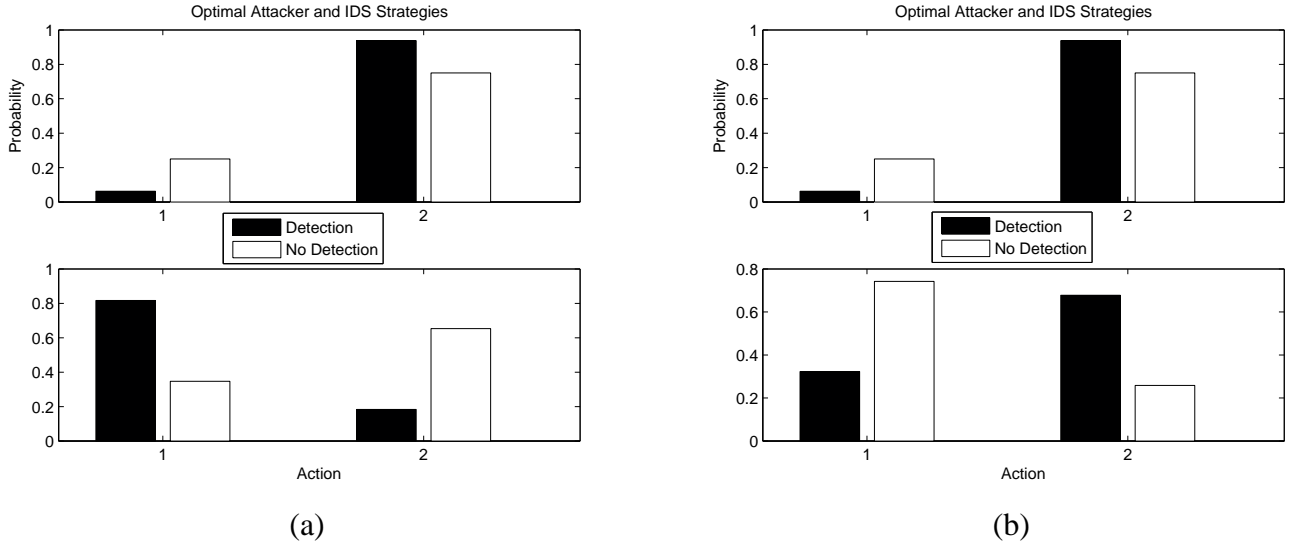 Optimal Attacker and IDS Strategies
1
0.8
0.6
0.4
0.2
0
Probability
1
2
Detection
No Detection
1
0.8
0.6
0.4
0.2
0
1
2
Action
(a)
Optimal Attacker and IDS Strategies
1
0.8
0.6
0.4
0.2
0
Probability
1
2
Detection
No Detection
0.8
0.6
0.4
0.2
0
1
2
Action
(b)